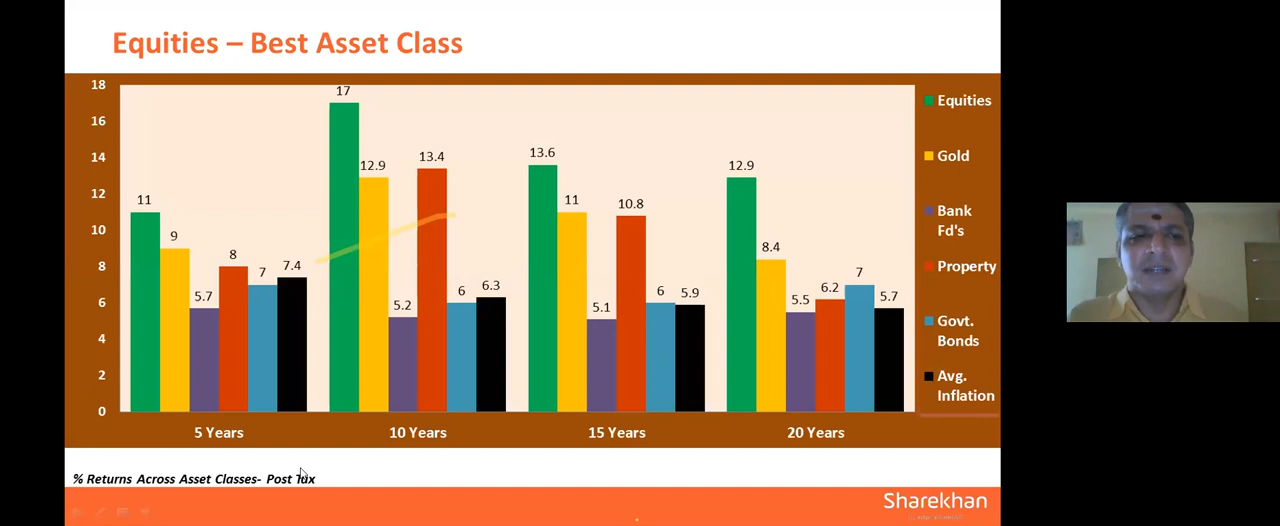 Equities – Best Asset Class
18
16
14
12
10
8
6
4
2
0
11
9
5.7
8
7
7.4
17
12.9
5.2
13.4
6
6.3
13.6
11
5.1
10.8
6
5.9
12.9
8.4
5.5
6.2
7
5.7
5 Years
10 Years
15 Years
20 Years
Equities
Gold
Bank
Fd's
Property
Govt.
Bonds
Avg.
Inflation
% Returns Across Asset Classes- Post Tax
Sharekhan